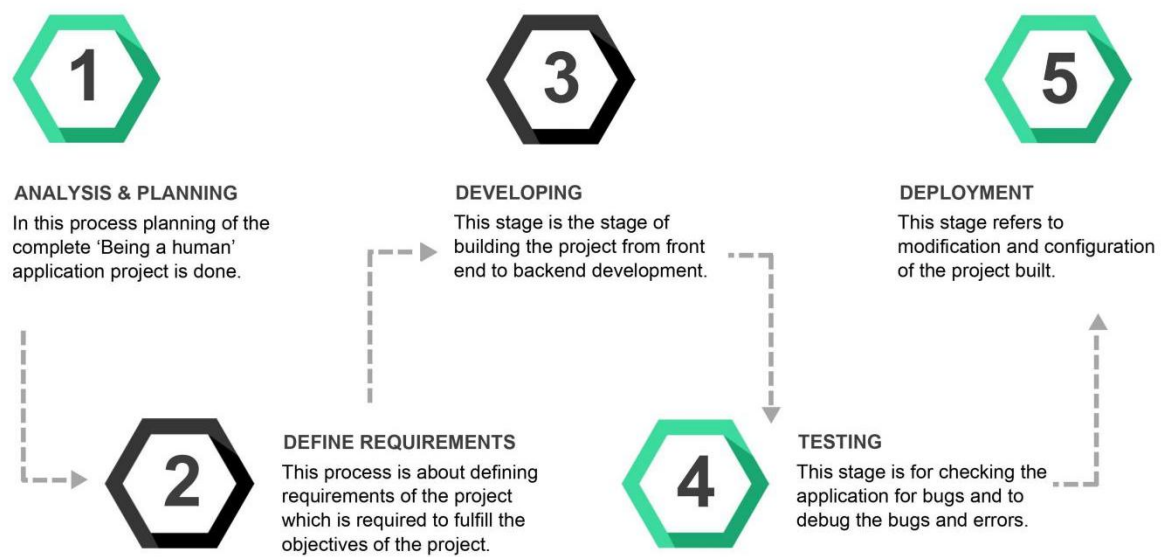 1
ANALYSIS & PLANNING
In this process planning of the
complete ‘Being a human’
application project is done.
2
DEFINE REQUIREMENTS
This process is about defining
requirements of the project
which is required to fulfill the
objectives of the project.
3
DEVELOPING
This stage is the stage of
building the project from front
end to backend development.
4
TESTING
This stage is for checking the
application for bugs and to
debug the bugs and errors.
5
DEPLOYMENT
This stage refers to
modification and configuration
of the project built.